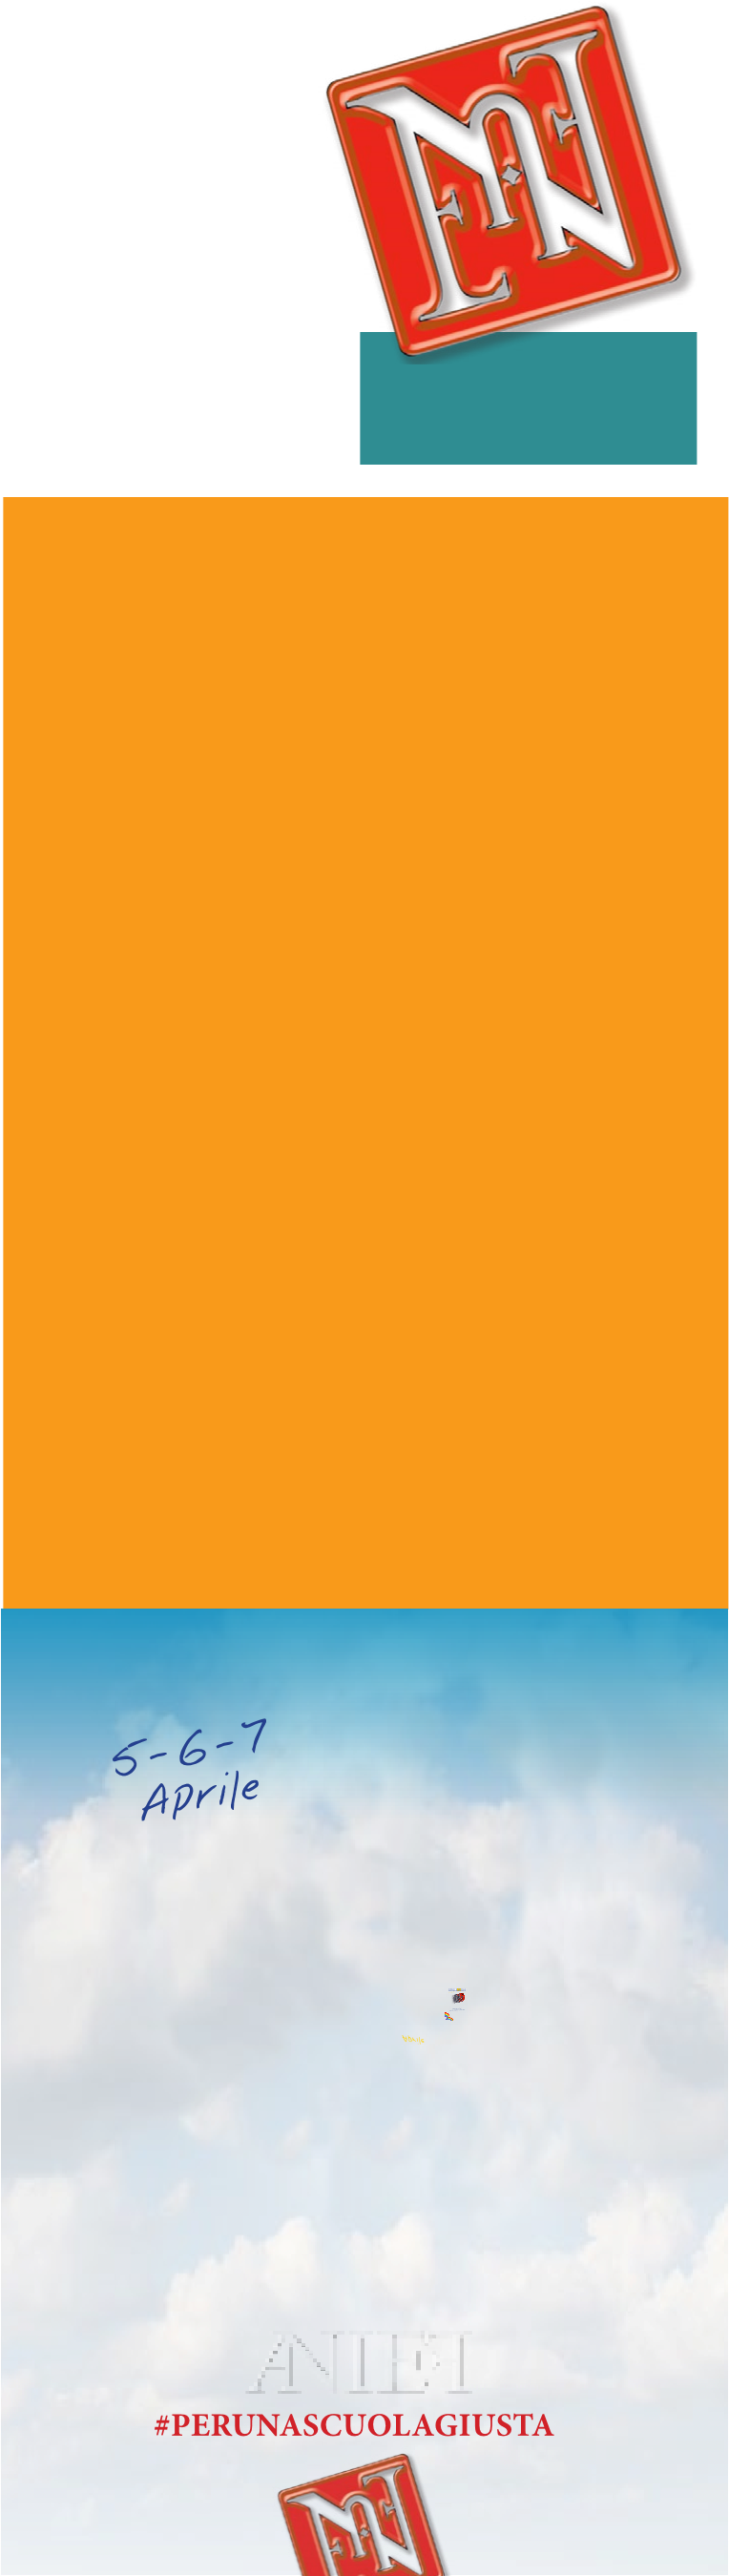 5-6-7
Aprile
ANIEF
#PERUNASCUOLAGIUSTA